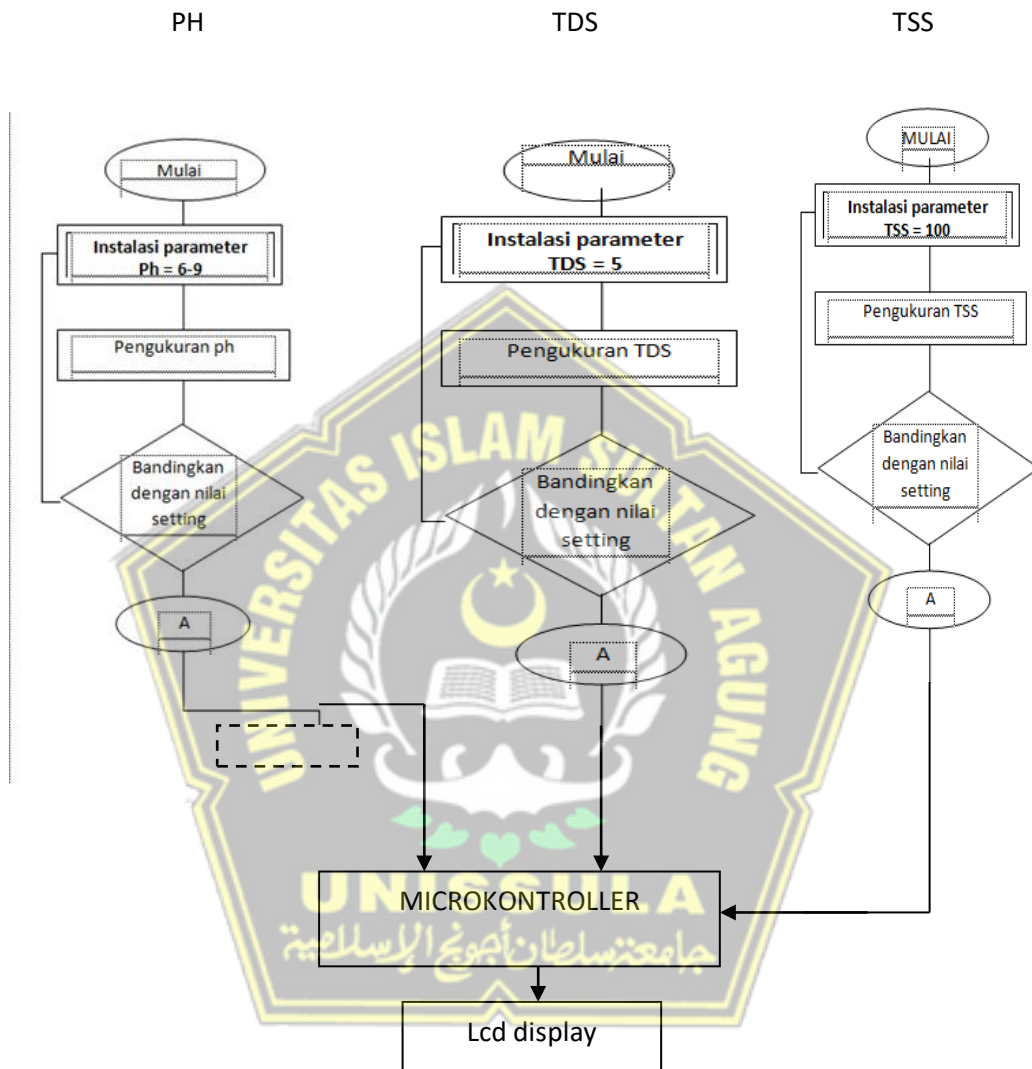 PH
TDS
TSS
Mulai
Instalasi parameter
Ph = 6-9
Pengukuran ph
Bandingkan
dengan nilai
setting
A
Mulai
Instalasi parameter
TDS = 5
Pengukuran TDS
Bandingkan
dengan nilai
setting
A
MULAI
Instalasi parameter
TSS = 100
Pengukuran TSS
Bandingkan
dengan nilai
setting
A
MICROKONTROLLER
Lcd display
UNIVERSITAS ISLAM SULTAN AGUNG
UNISSULA
جامعة سلطان أجونج الإسلامية